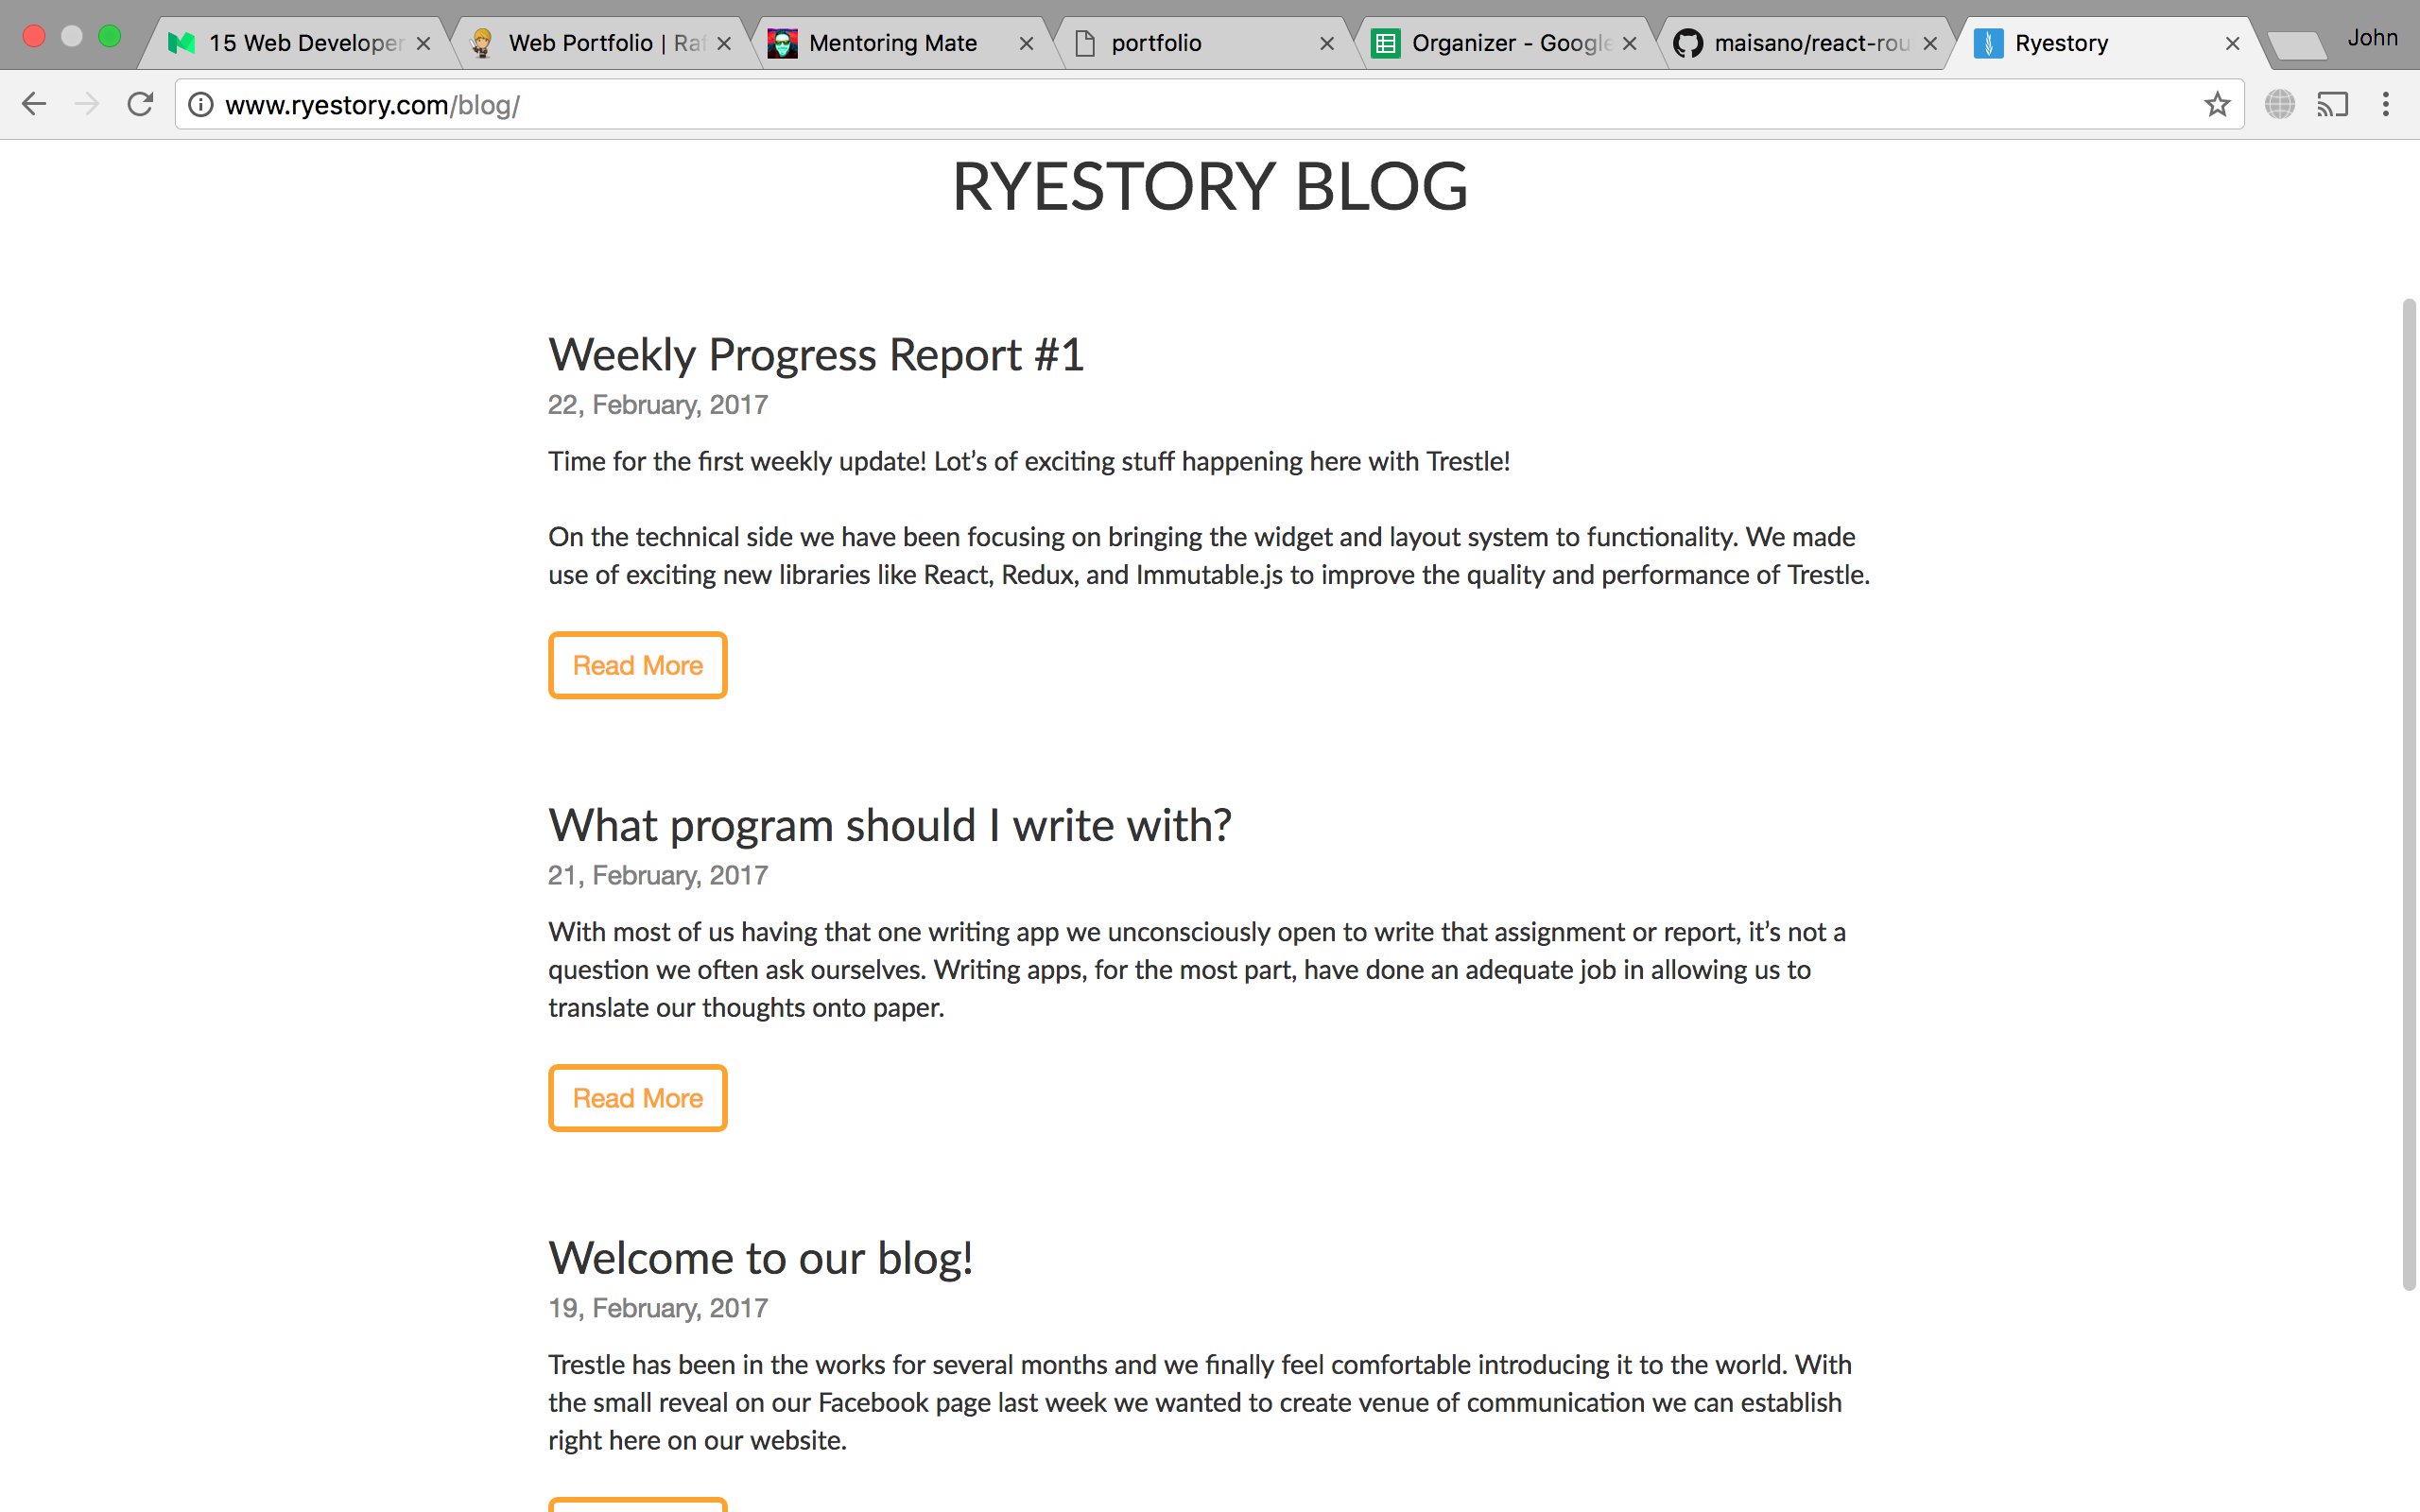 15 Web Developer
Web Portfolio | Raf
Mentoring Mate
portfolio
Organizer - Google
maisano/react-rou
Ryestory
John
www.ryestory.com/blog/
RYESTORY BLOG
Weekly Progress Report #1
22, February, 2017
Time for the first weekly update! Lot’s of exciting stuff happening here with Trestle!
On the technical side we have been focusing on bringing the widget and layout system to functionality. We made
use of exciting new libraries like React, Redux, and Immutable.js to improve the quality and performance of Trestle.
Read More
What program should I write with?
21, February, 2017
With most of us having that one writing app we unconsciously open to write that assignment or report, it’s not a
question we often ask ourselves. Writing apps, for the most part, have done an adequate job in allowing us to
translate our thoughts onto paper.
Read More
Welcome to our blog!
19, February, 2017
Trestle has been in the works for several months and we finally feel comfortable introducing it to the world. With
the small reveal on our Facebook page last week we wanted to create venue of communication we can establish
right here on our website.